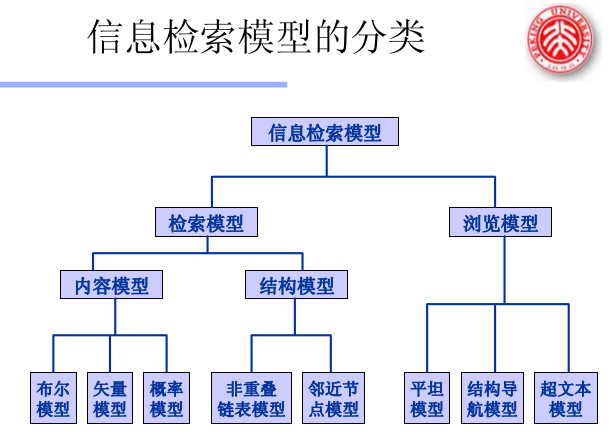 信息检索模型的分类
PEKING UNIVERSITY
信息检索模型
检索模型
浏览模型
内容模型
结构模型
布尔
模型
矢量
模型
概率
模型
非重叠
链表模型
邻近节
点模型
平坦
模型
结构导
航模型
超文本
模型